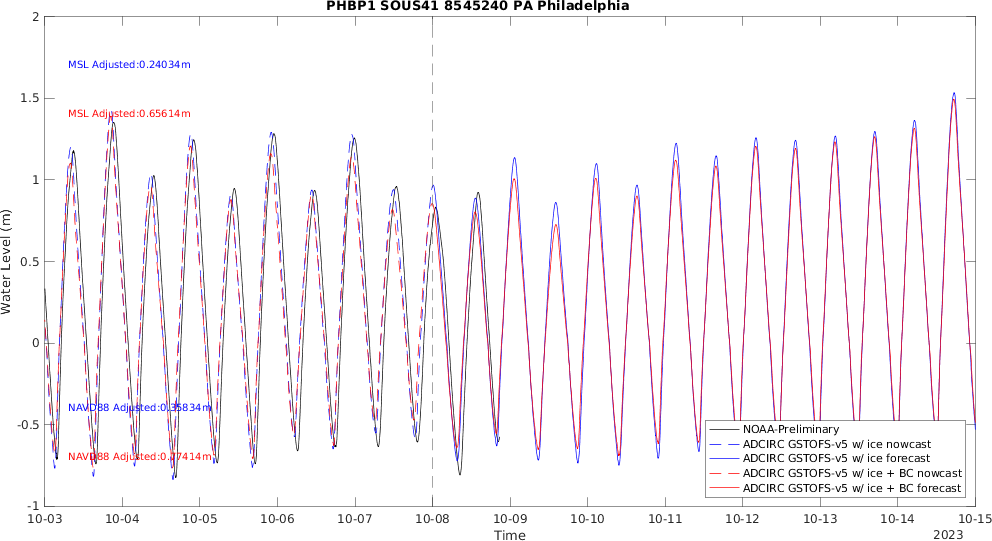 PHBP1 SOUS41 8545240 PA Philadelphia
2
1.5
1
0.5
0
-0.5
-1
Water Level (m)
MSL Adjusted:0.24034m
MSL Adjusted:0.65614m
NAVD88 Adjusted:0.35834m
NAVD88 Adjusted:0.77414m
NOAA-Preliminary
ADCIRC GSTOFS-v5 w/ ice nowcast
ADCIRC GSTOFS-v5 w/ ice forecast
ADCIRC GSTOFS-v5 w/ ice + BC nowcast
ADCIRC GSTOFS-v5 w/ ice + BC forecast
10-03 10-04 10-05 10-06 10-07 10-08 10-09 10-10 10-11 10-12 10-13 10-14 10-15
Time
2023